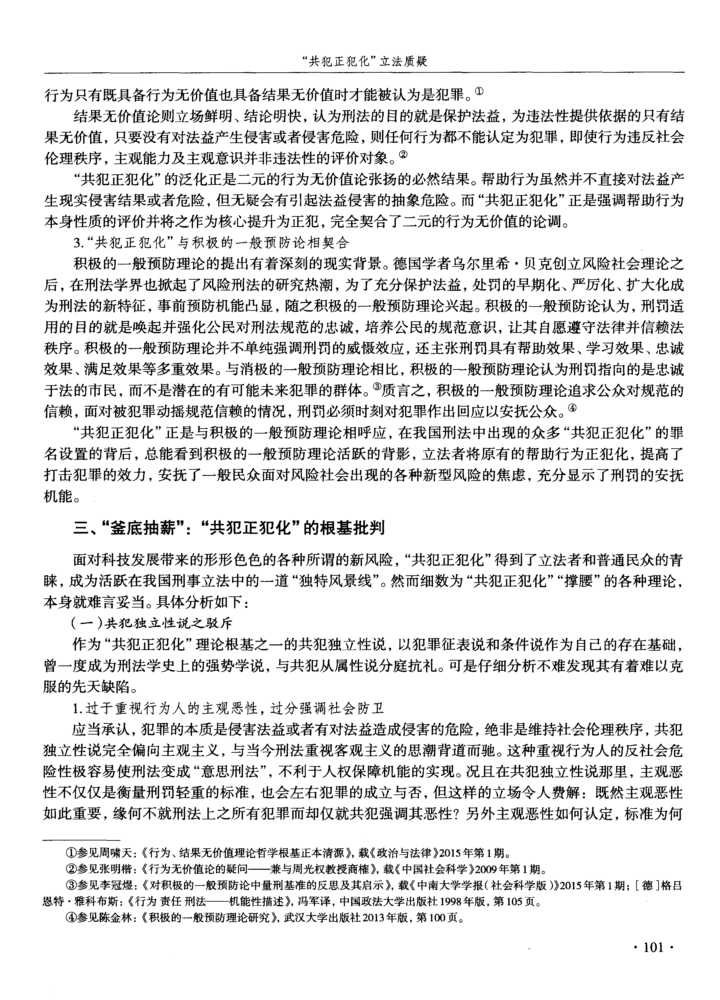 “共犯正犯化”立法质疑
行为只有既具备行为无价值也具备结果无价值时才能被认为是犯罪。①
结果无价值论则立场鲜明、结论明快，认为刑法的目的就是保护法益，为违法性提供依据的只有结
果无价值，只要没有对法益产生侵害或者侵害危险，则任何行为都不能认定为犯罪，即使行为违反社会
伦理秩序，主观能力及主观意识并非违法性的评价对象。②
“共犯正犯化”的泛化正是二元的行为无价值论张扬的必然结果。帮助行为虽然并不直接对法益产
生现实侵害结果或者危险，但无疑会有引起法益侵害的抽象危险。而“共犯正犯化”正是强调帮助行为
本身性质的评价并将之作为核心提升为正犯，完全契合了二元的行为无价值的论调。
3.“共犯正犯化”与积极的一般预防论相契合
积极的一般预防理论的提出有着深刻的现实背景。德国学者乌尔里希·贝克创立风险社会理论之
后，在刑法学界也掀起了风险刑法的研究热潮，为了充分保护法益，处罚的早期化、严厉化、扩大化成
为刑法的新特征，事前预防机能凸显，随之积极的一般预防理论兴起。积极的一般预防论认为，刑罚适
用的目的就是唤起并强化公民对刑法规范的忠诚，培养公民的规范意识，让其自愿遵守法律并信赖法
秩序。积极的一般预防理论并不单纯强调刑罚的威慑效应，还主张刑罚具有帮助效果、学习效果、忠诚
效果、满足效果等多重效果。与消极的一般预防理论相比，积极的一般预防理论认为刑罚指向的是忠诚
于法的市民，而不是潜在的有可能未来犯罪的群体。③质言之，积极的一般预防理论追求公众对规范的
信赖，面对被犯罪动摇规范信赖的情况，刑罚必须时刻对犯罪作出回应以安抚公众。④
“共犯正犯化”正是与积极的一般预防理论相呼应，在我国刑法中出现的众多“共犯正犯化”的罪
名设置的背后，总能看到积极的一般预防理论活跃的背影，立法者将原有的帮助行为正犯化，提高了
打击犯罪的效力，安抚了一般民众面对风险社会出现的各种新型风险的焦虑，充分显示了刑罚的安抚
机能。
三、“釜底抽薪”：“共犯正犯化”的根基批判
面对科技发展带来的形形色色的各种所谓的新风险，“共犯正犯化”得到了立法者和普通民众的青
睐，成为活跃在我国刑事立法中的一道“独特风景线”。然而细数为“共犯正犯化”“撑腰”的各种理论，
本身就难言妥当。具体分析如下：
（一）共犯独立性说之驳斥
作为“共犯正犯化”理论根基之一的共犯独立性说，以犯罪征表说和条件说作为自己的存在基础，
曾一度成为刑法学史上的强势学说，与共犯从属性说分庭抗礼。可是仔细分析不难发现其有着难以克
服的先天缺陷。
1.过于重视行为人的主观恶性，过分强调社会防卫
应当承认，犯罪的本质是侵害法益或者有对法益造成侵害的危险，绝非是维持社会伦理秩序，共犯
独立性说完全偏向主观主义，与当今刑法重视客观主义的思潮背道而驰。这种重视行为人的反社会危
险性极容易使刑法变成“意思刑法”，不利于人权保障机能的实现。况且在共犯独立性说那里，主观恶
性不仅仅是衡量刑罚轻重的标准，也会左右犯罪的成立与否，但这样的立场令人费解：既然主观恶性
如此重要，缘何不就刑法上之所有犯罪而却仅就共犯强调其恶性？另外主观恶性如何认定，标准为何
①参见周啸天：《行为、结果无价值理论哲学根基正本清源》，载《政治与法律》2015年第1期。
②参见张明楷：《行为无价值论的疑问——兼与周光权教授商榷》，载《中国社会科学》2009年第1期。
③参见李冠煜：《对积极的一般预防论中量刑基准的反思及其启示》，载《中南大学学报（社会科学版）》2015年第1期；[德]格吕
恩特·雅科布斯：《行为 责任 刑法——机能性描述》，冯军译，中国政法大学出版社1998年版，第105页。
④参见陈金林：《积极的一般预防理论研究》，武汉大学出版社2013年版，第100页。
·101·